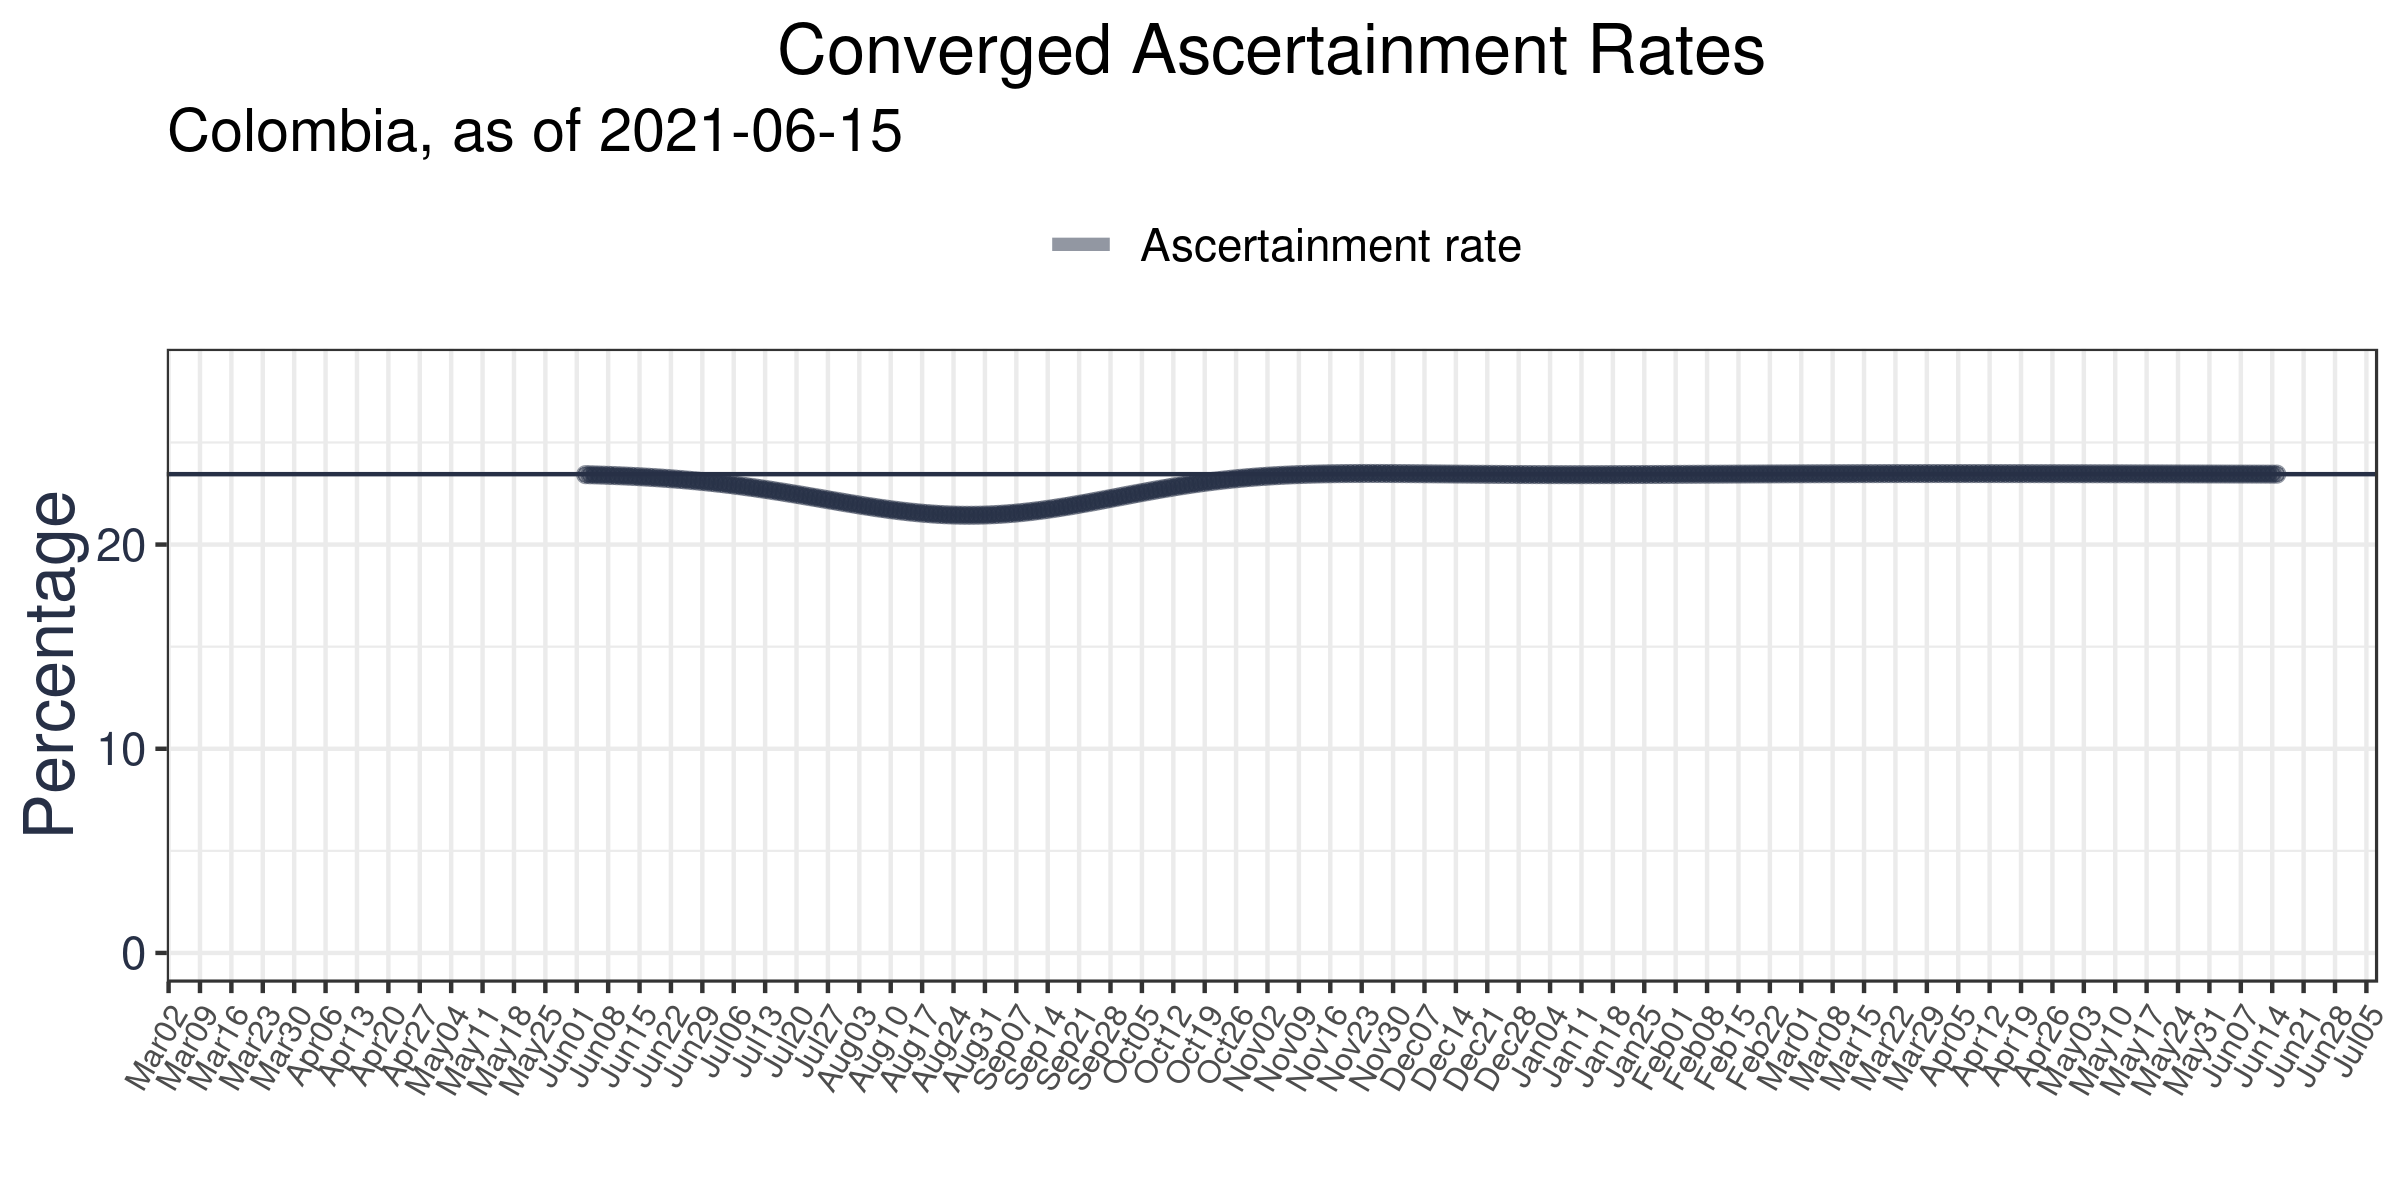 Converged Ascertainment Rates
Colombia, as of 2021-06-15
Ascertainment rate
Percentage
20
10
0
Mar02
Mar09
Mar16
Mar23
Mar30
Apr06
Apr13
Apr20
Apr27
May04
May11
May18
May25
Jun01
Jun08
Jun15
Jun22
Jun29
Jul06
Jul13
Jul20
Jul27
Aug03
Aug10
Aug17
Aug24
Aug31
Sep07
Sep14
Sep21
Sep28
Oct05
Oct12
Oct19
Oct26
Nov02
Nov09
Nov16
Nov23
Nov30
Dec07
Dec14
Dec21
Dec28
Jan04
Jan11
Jan18
Jan25
Feb01
Feb08
Feb15
Feb22
Mar01
Mar08
Mar15
Mar22
Mar29
Apr05
Apr12
Apr19
Apr26
May03
May10
May17
May24
May31
Jun07
Jun14
Jun21
Jun28
Jul05